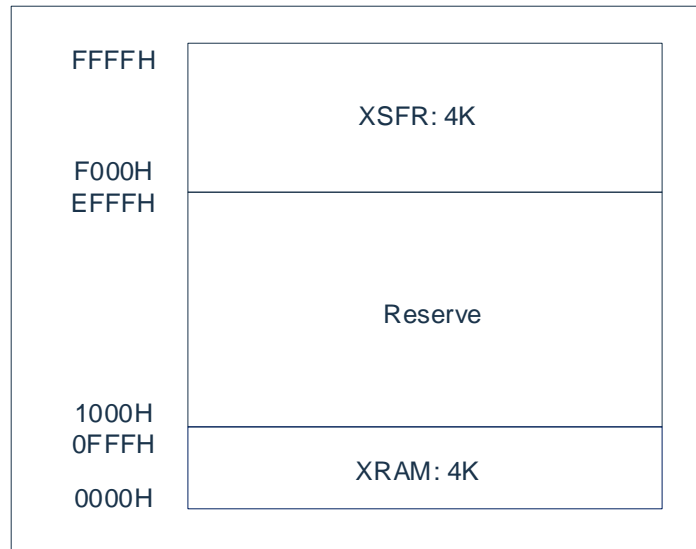 FFFFH
XSFR: 4K
F000H
EFFFH
Reserve
1000H
0FFFH
XRAM: 4K
0000H